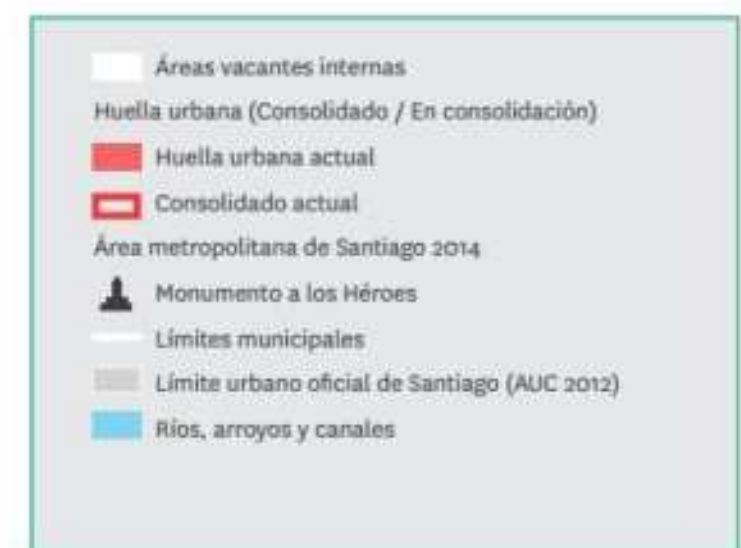 Áreas vacantes internas
Huella urbana (Consolidado / En consolidación)
Huella urbana actual
Consolidado actual
Área metropolitana de Santiago 2014
Monumento a los Héroes
Límites municipales
Límite urbano oficial de Santiago (AUC 2012)
Ríos, arroyos y canales